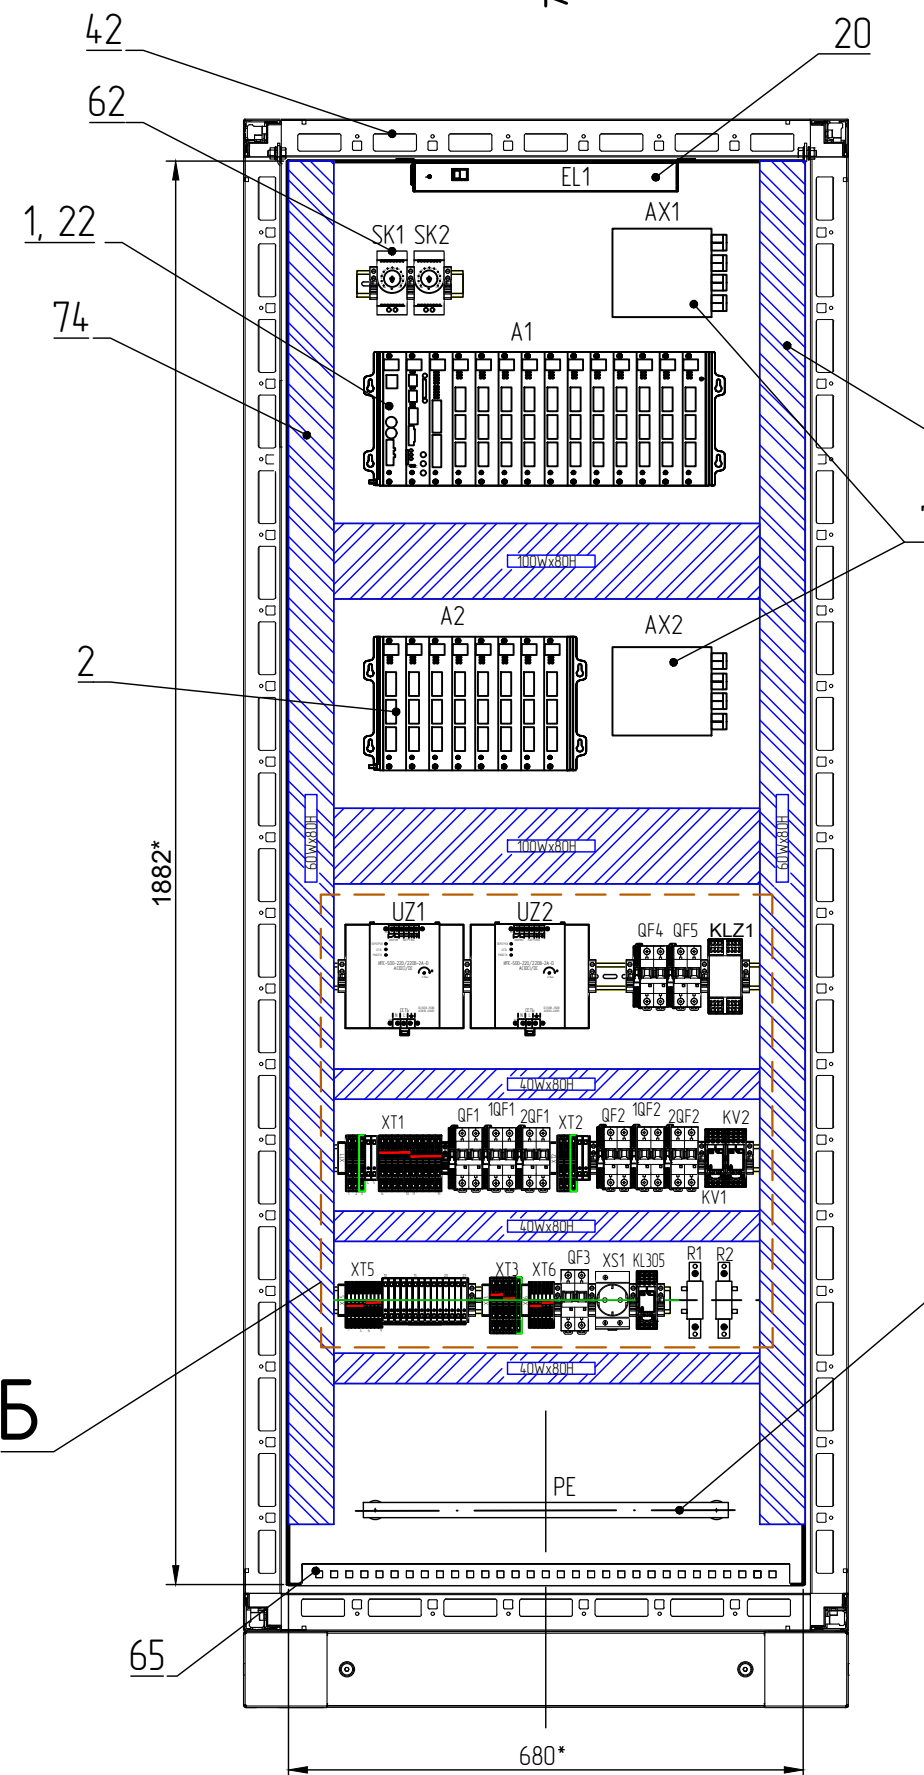 42
20
62
EL1
AX1
1, 22
SK1 SK2
74
A1
100Wx80H
A2
AX2
2
100Wx80H
60Wx80H
60Wx80H
1882*
UZ1
UZ2
QF4 QF5 KLZ1
40Wx80H
XT1
QF1
1QF1
2QF1
XT2
QF2
1QF2
2QF2
KV2
KV1
40Wx80H
XT5
XT3
XT6
QF3
XS1
KL305
R1
R2
40Wx80H
Б
PE
65
680*